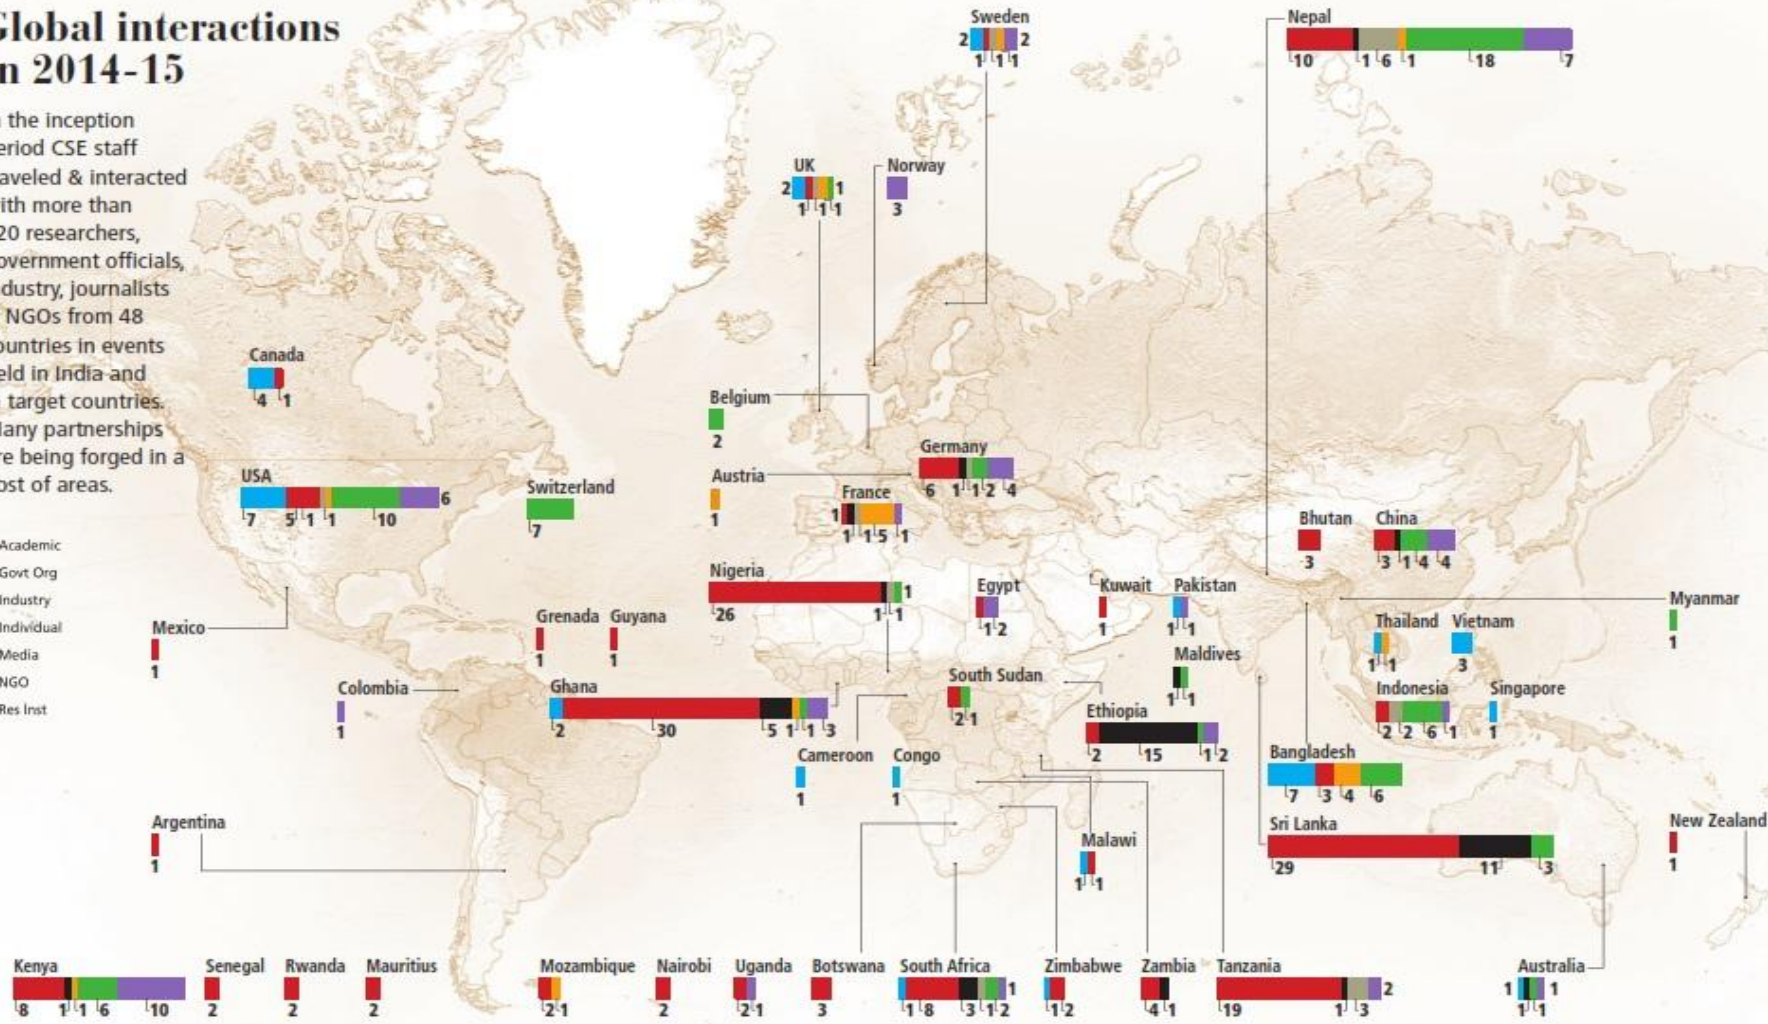 Global interactions
in 2014-15
the inception
period CSE staff
traveled & interacted
with more than
20 researchers,
government officials,
industry, journalists
NGOs from 48
countries in events
held in India and
target countries.
Many partnerships
are being forged in a
host of areas.
Academic
Govt Org
Industry
Individual
Media
NGO
Res Inst
Sweden
2 2
1 1 1
Nepal
10 1 6 1 18 7
UK
2 1
1 1 1
Norway
3
Canada
4 1
Belgium
2
Germany
6 1 1 2 4
USA
6
7 5 1 1 10
Switzerland
7
Austria
1
France
1
1 1 5 1
Bhutan
3
China
3 1 4 4
Nigeria
1
26 1 1
Egypt
1 2
Kuwait
1
Pakistan
1 1
Myanmar
1
Mexico
1
Grenada
1
Guyana
1
Thailand
1 1
Vietnam
3
Maldives
1 1
Colombia
1
Ghana
2 30 5 1 1 3
South Sudan
2 1
Ethiopia
2 15 1 2
Indonesia
2 2 6 1
Singapore
1
Cameroon
1
Congo
1
Bangladesh
7 3 4 6
Argentina
1
Malawi
1 1
Sri Lanka
29 11 3
New Zealand
1
Kenya
8 1 1 6 10
Senegal
2
Rwanda
2
Mauritius
2
Mozambique
2 1
Nairobi
2
Uganda
2 1
Botswana
3
South Africa
1
1 8 3 1 2
Zimbabwe
1 2
Zambia
4 1
Tanzania
2
19 1 3
Australia
1 1
1 1